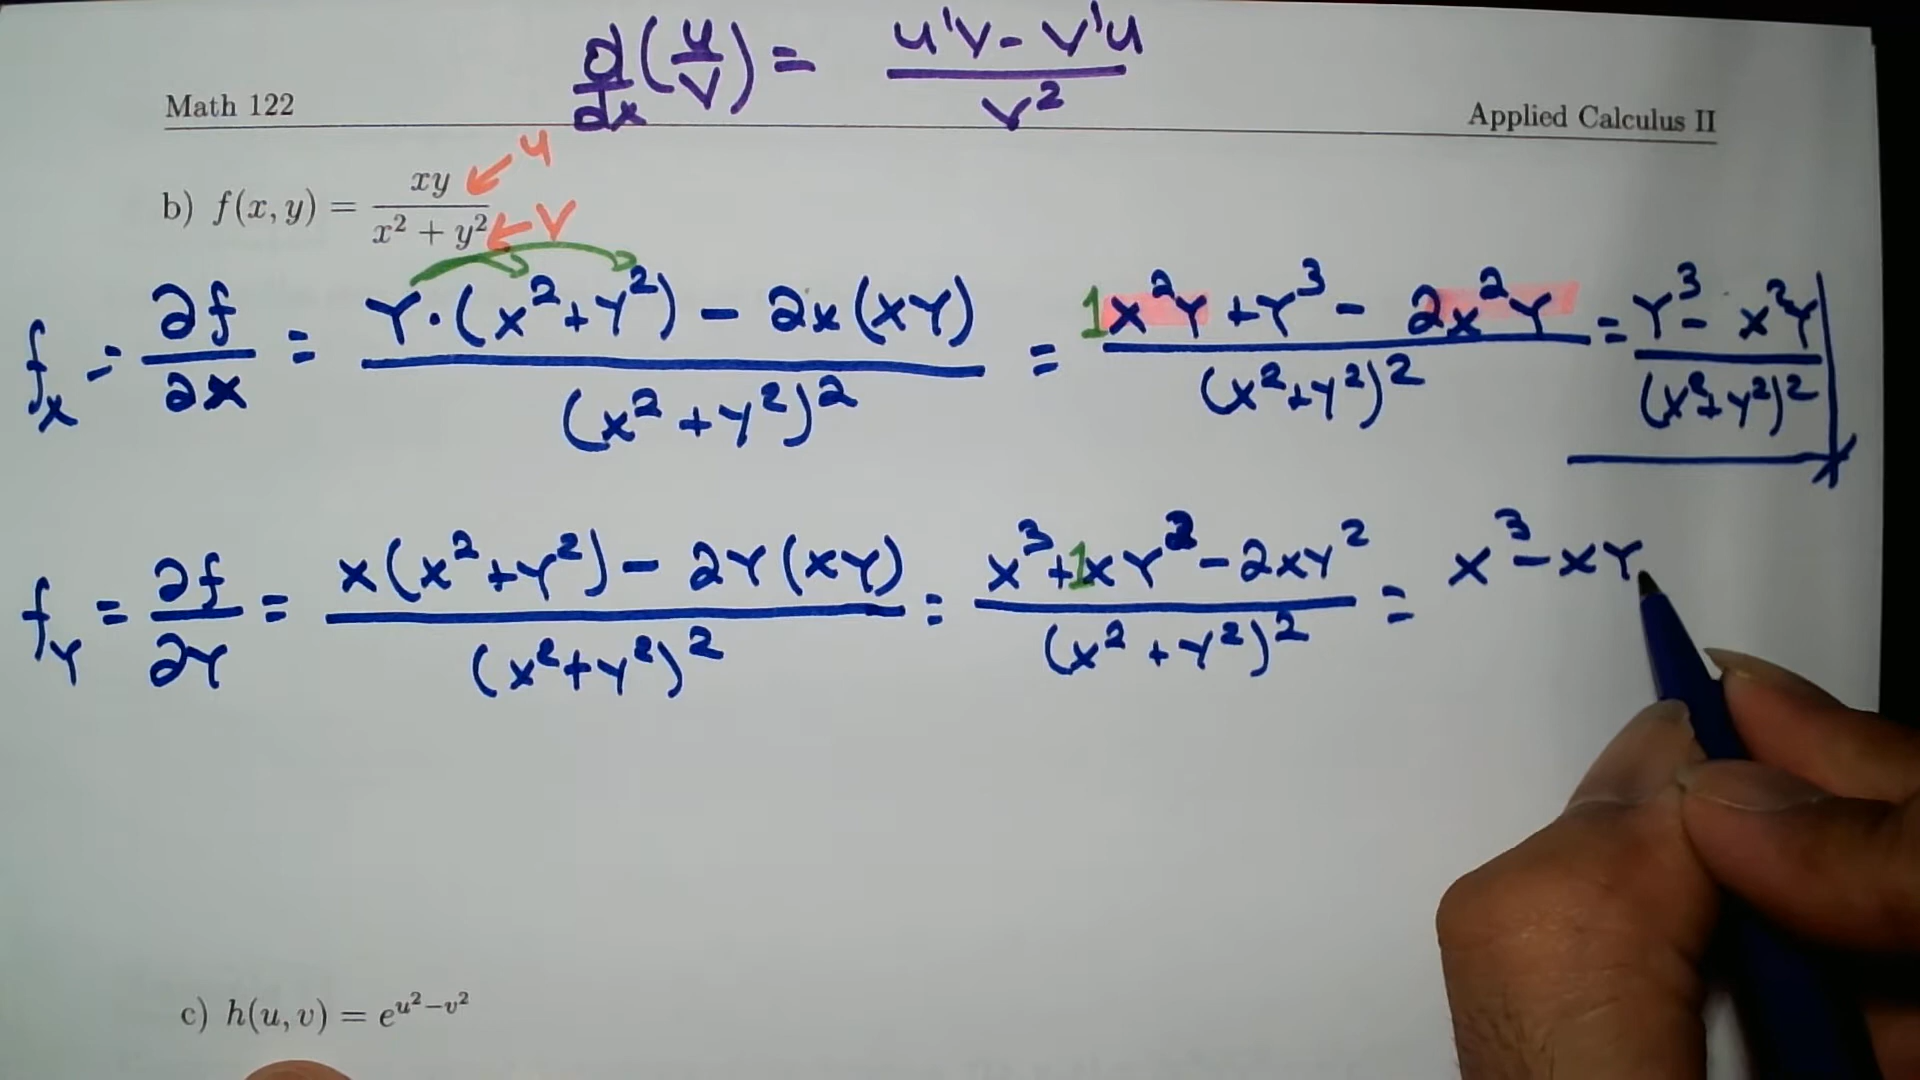 d/dx (u/v) = (u'v - v'u)/v²
Math 122 Applied Calculus II
b) f(x, y) = xy/(x² + y²) ← u ← v
f_x = ∂f/∂x = (y·(x²+y²) - 2x(xy))/(x²+y²)² = (1x²y + y³ - 2x²y)/(x²+y²)² = (y³ - x²y)/(x²+y²)²
f_y = ∂f/∂y = (x(x²+y²) - 2y(xy))/(x²+y²)² = (x³+1xy² - 2xy²)/(x²+y²)² = x³ - xy
c) h(u, v) = e^(u²−v²)